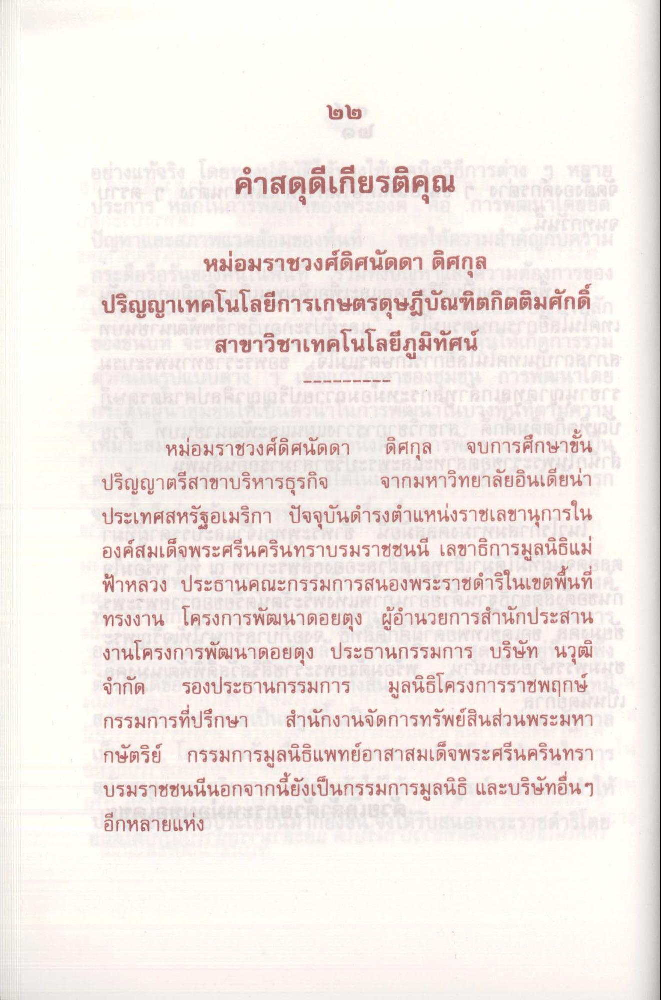 ๒๒
คำสดุดีเกียรติคุณ
หม่อมราชวงศ์ดิศนัดดา ดิศกุล
ปริญญาเทคโนโลยีการเกษตรดุษฎีบัณฑิตกิตติมศักดิ์
สาขาวิชาเทคโนโลยีภูมิทัศน์
---------
หม่อมราชวงศ์ดิศนัดดา ดิศกุล จบการศึกษาขั้น
ปริญญาตรีสาขาบริหารธุรกิจ จากมหาวิทยาลัยอินเดียน่า
ประเทศสหรัฐอเมริกา ปัจจุบันดำรงตำแหน่งราชเลขานุการใน
องค์สมเด็จพระศรีนครินทราบรมราชชนนี เลขาธิการมูลนิธิแม่
ฟ้าหลวง ประธานคณะกรรมการสนองพระราชดำริในเขตพื้นที่
ทรงงาน โครงการพัฒนาดอยตุง ผู้อำนวยการสำนักประสาน
งานโครงการพัฒนาดอยตุง ประธานกรรมการ บริษัท นวุฒิ
จำกัด รองประธานกรรมการ มูลนิธิโครงการราชพฤกษ์
กรรมการที่ปรึกษา สำนักงานจัดการทรัพย์สินส่วนพระมหา
กษัตริย์ กรรมการมูลนิธิแพทย์อาสาสมเด็จพระศรีนครินทรา
บรมราชชนนีนอกจากนี้ยังเป็นกรรมการมูลนิธิ และบริษัทอื่นๆ
อีกหลายแห่ง